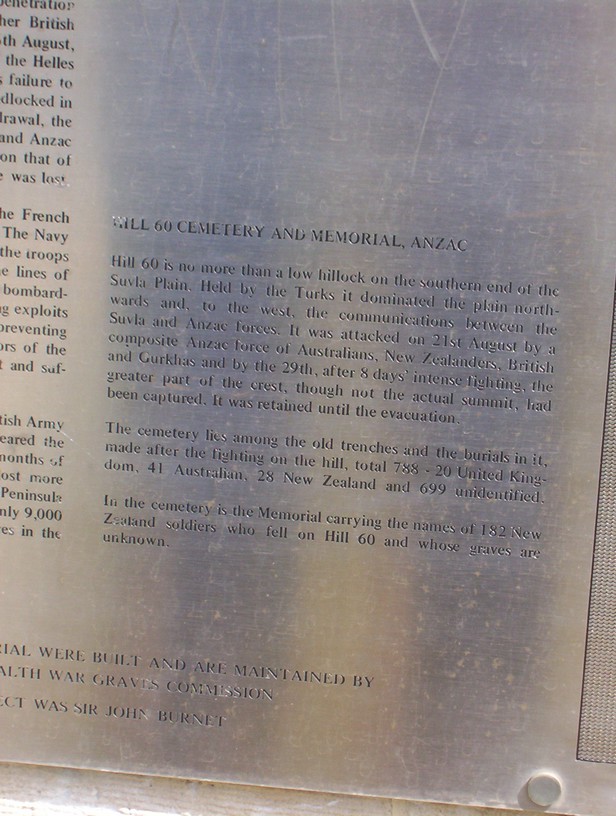 penetration
her British
th August,
the Helles
s failure to
dlocked in
drawal, the
and Anzac
on that of
e was lost.
he French
The Navy
the troops
e lines of
bombard-
g exploits
preventing
ors of the
t and suf-
tish Army
eared the
months of
ost more
Peninsula
nly 9,000
es in the
HILL 60 CEMETERY AND MEMORIAL, ANZAC
Hill 60 is no more than a low hillock on the southern end of the
Suvla Plain. Held by the Turks it dominated the plain north-
wards and, to the west, the communications between the
Suvla and Anzac forces. It was attacked on 21st August by a
composite Anzac force of Australians, New Zealanders, British
and Gurkhas and by the 29th, after 8 days' intense fighting, the
greater part of the crest, though not the actual summit, had
been captured. It was retained until the evacuation.
The cemetery lies among the old trenches and the burials in it,
made after the fighting on the hill, total 788 - 20 United King-
dom, 41 Australian, 28 New Zealand and 699 unidentified.
In the cemetery is the Memorial carrying the names of 182 New
Zealand soldiers who fell on Hill 60 and whose graves are
unknown.
RIAL WERE BUILT AND ARE MAINTAINED BY
ALTH WAR GRAVES COMMISSION
ECT WAS SIR JOHN BURNET